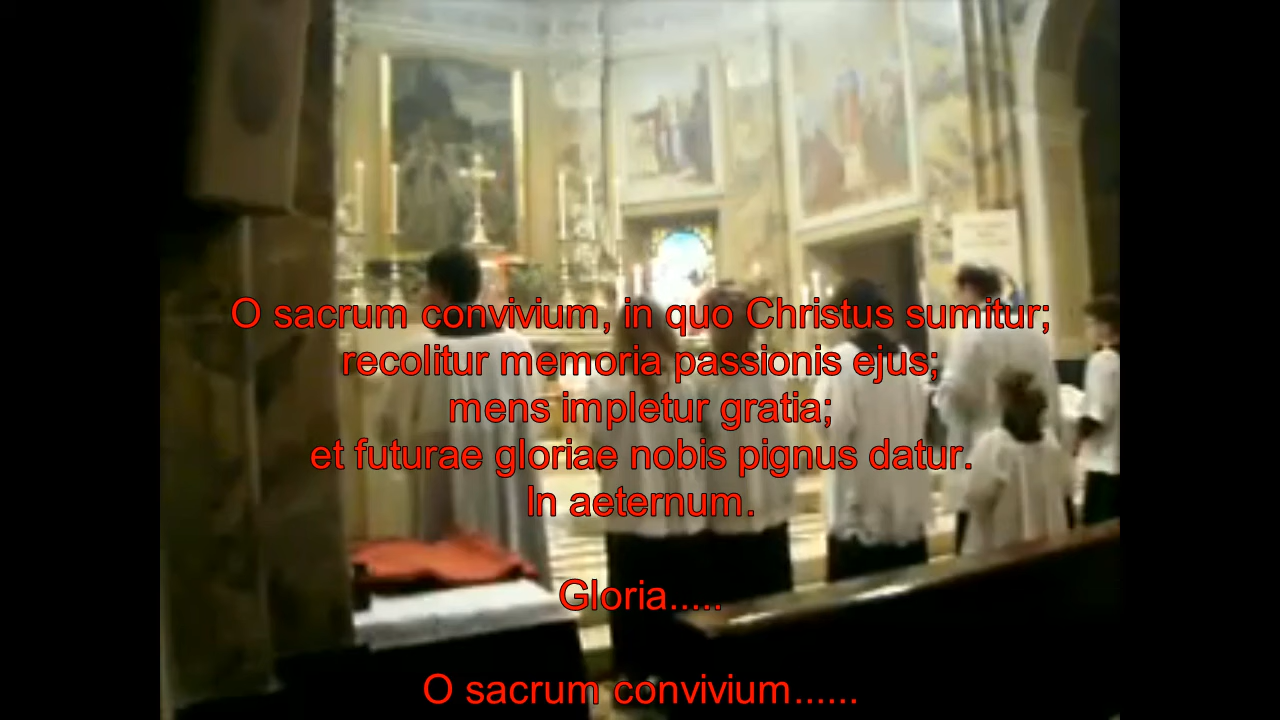 O sacrum convivium, in quo Christus sumitur;
recolitur memoria passionis ejus;
mens impletur gratia;
et futurae gloriae nobis pignus datur.
In aeternum.
Gloria.....
O sacrum convivium......